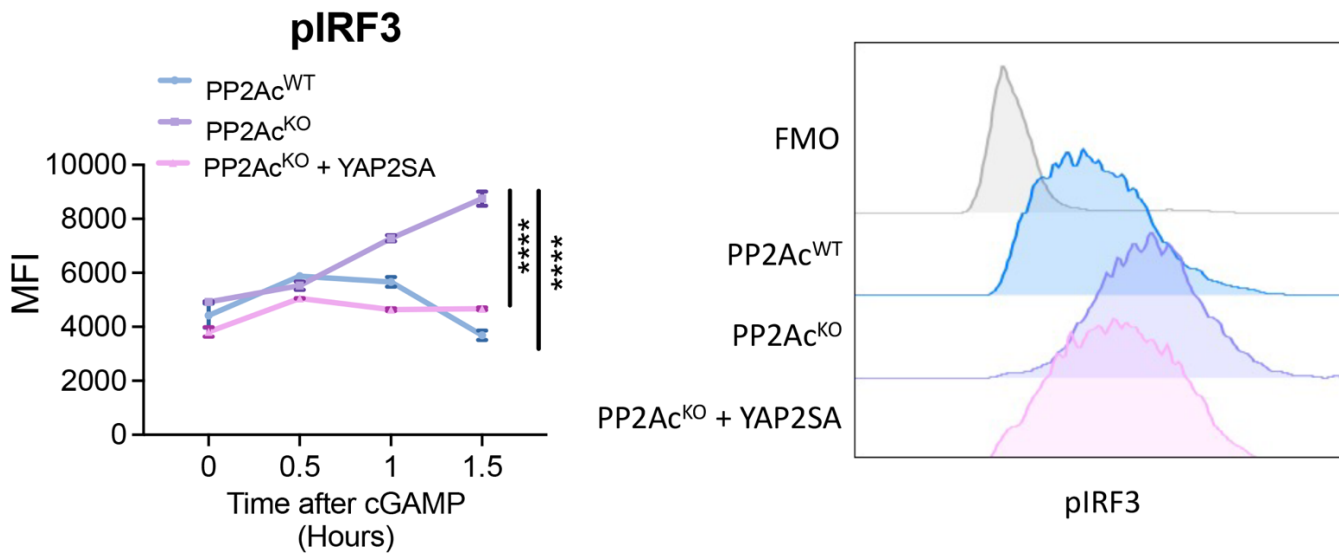 pIRF3
PP2Ac^WT
PP2Ac^KO
PP2Ac^KO + YAP2SA
10000
8000
6000
4000
2000
0
MFI
0 0.5 1 1.5
Time after cGAMP
(Hours)
****
****
FMO
PP2Ac^WT
PP2Ac^KO
PP2Ac^KO + YAP2SA
pIRF3